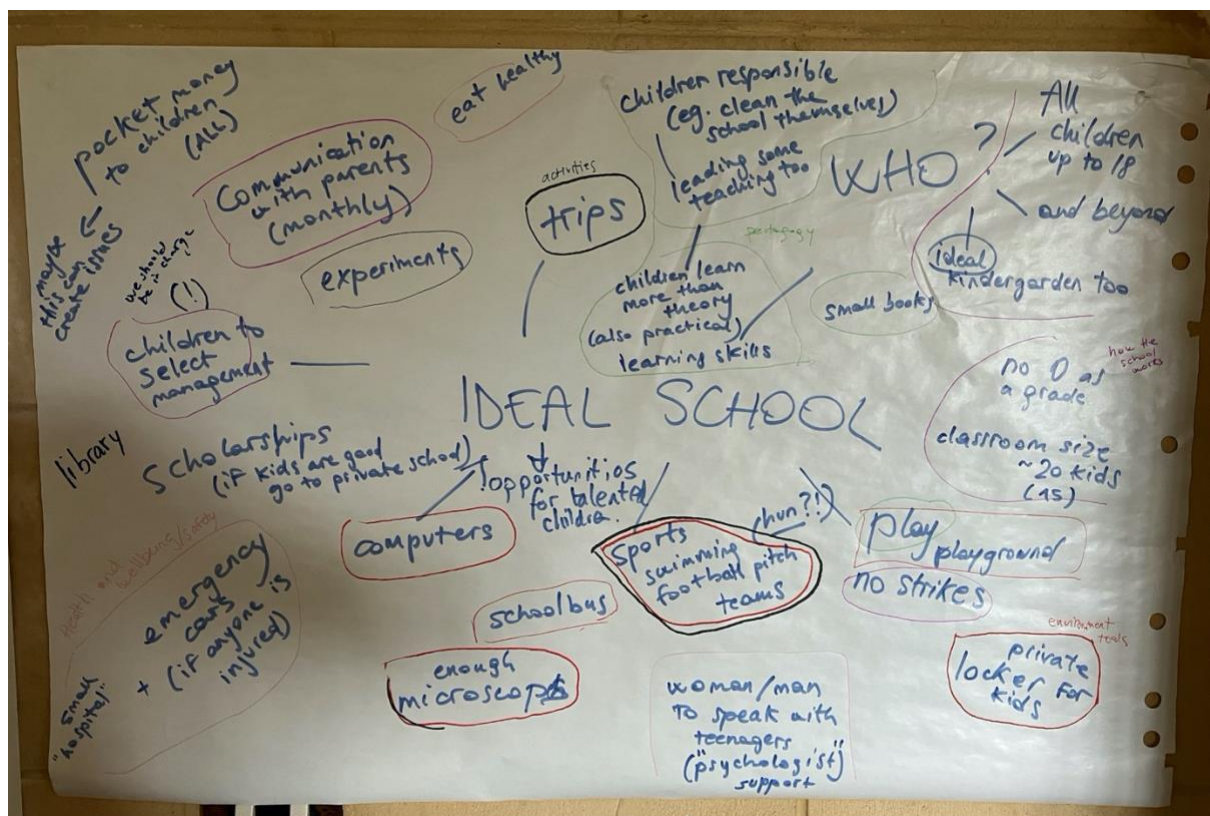 pocket money
to children
(ALL)
maybe
this can
create issues
we should
be in charge
(!)
children to
select
management
Communication
with parents
(monthly)
experiments
eat healthy
activities
trips
children responsible
(eg. clean the
school themselves)
leading some
teaching too
pedagogy
children learn
more than
theory
(also practical)
learning skills
WHO?
All
children
up to 18
and beyond
ideal
kindergarden too
small books
how the
school
works
no D as
a grade
classroom size
~20 kids
(15)
IDEAL SCHOOL
library
scholarships
(if kids are good
go to private school)
!opportunities
for talented
computers
sports
swimming
football pitch
teams
play
playground
no strikes
schoolbus
enough
Health and
wellbeing/safety
emergency
cars
+ (if anyone is
injured)
small
"hospital"
woman/man
to speak with
teenagers
("psychologist")
support
environment
tools
private
locker for
kids